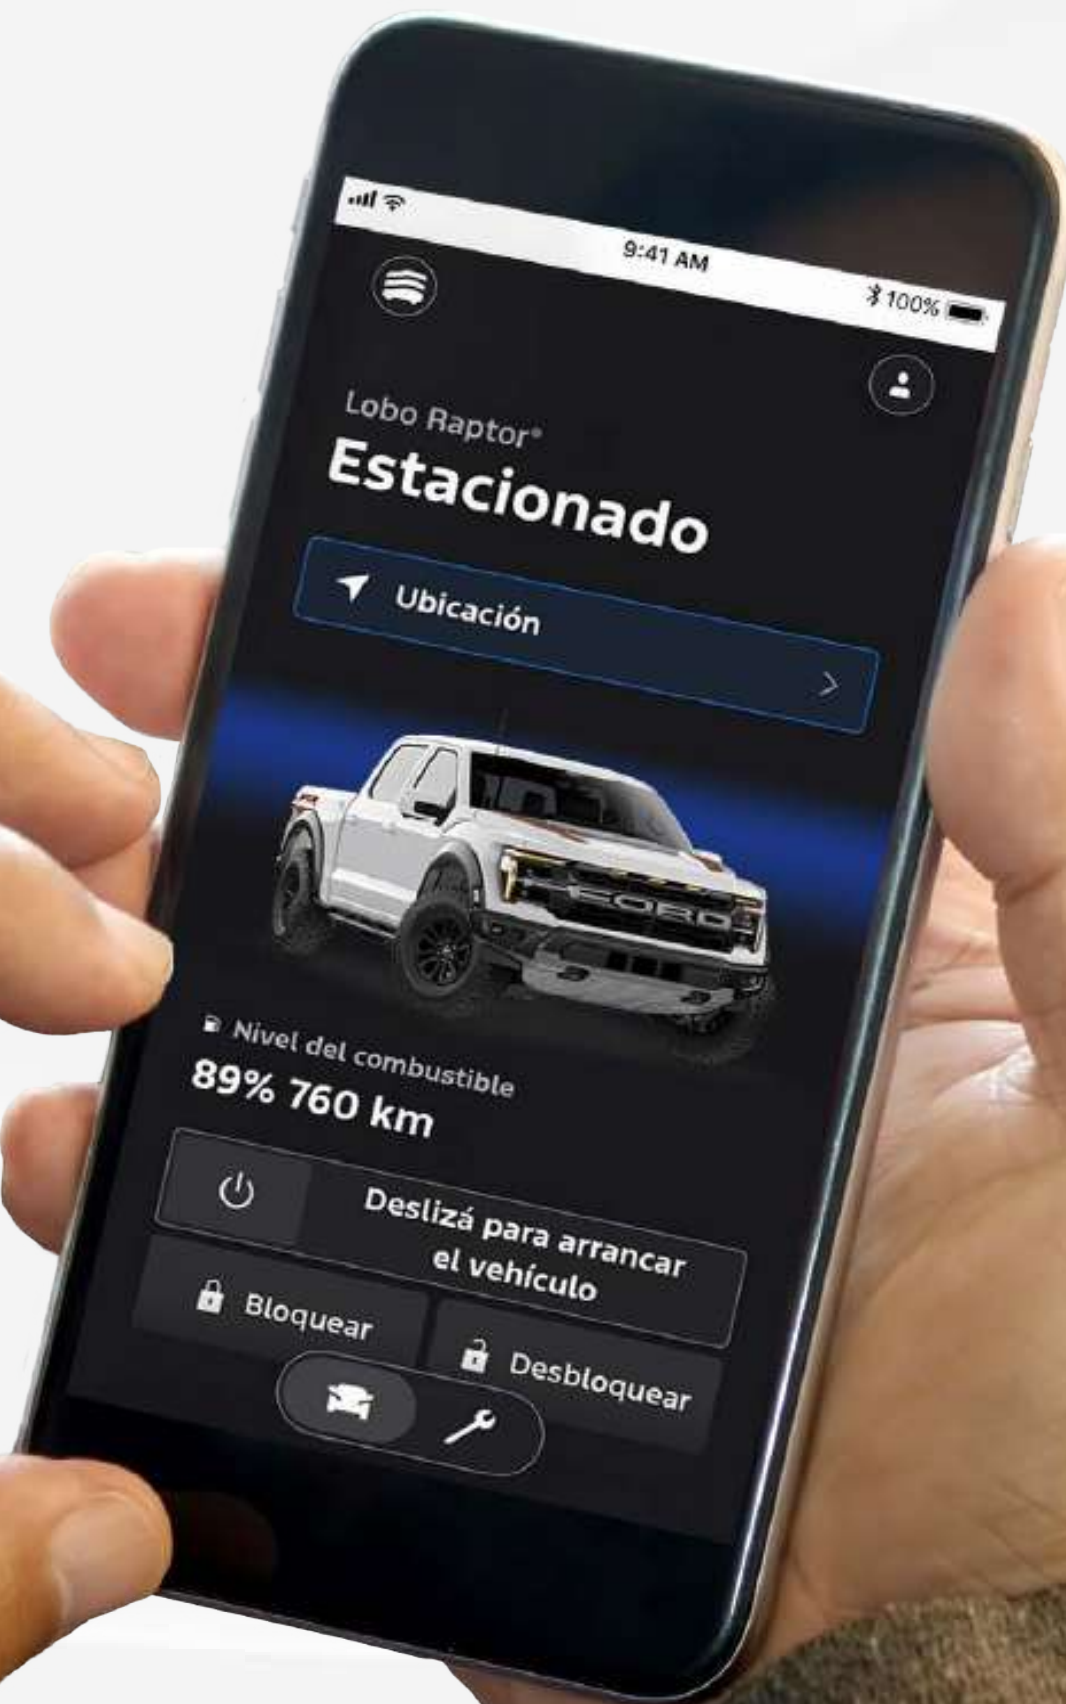 9:41 AM
100%
Lobo Raptor®
Estacionado
Ubicación
FORD
Nivel del combustible
89% 760 km
Deslizá para arrancar
el vehículo
Bloquear
Desbloquear